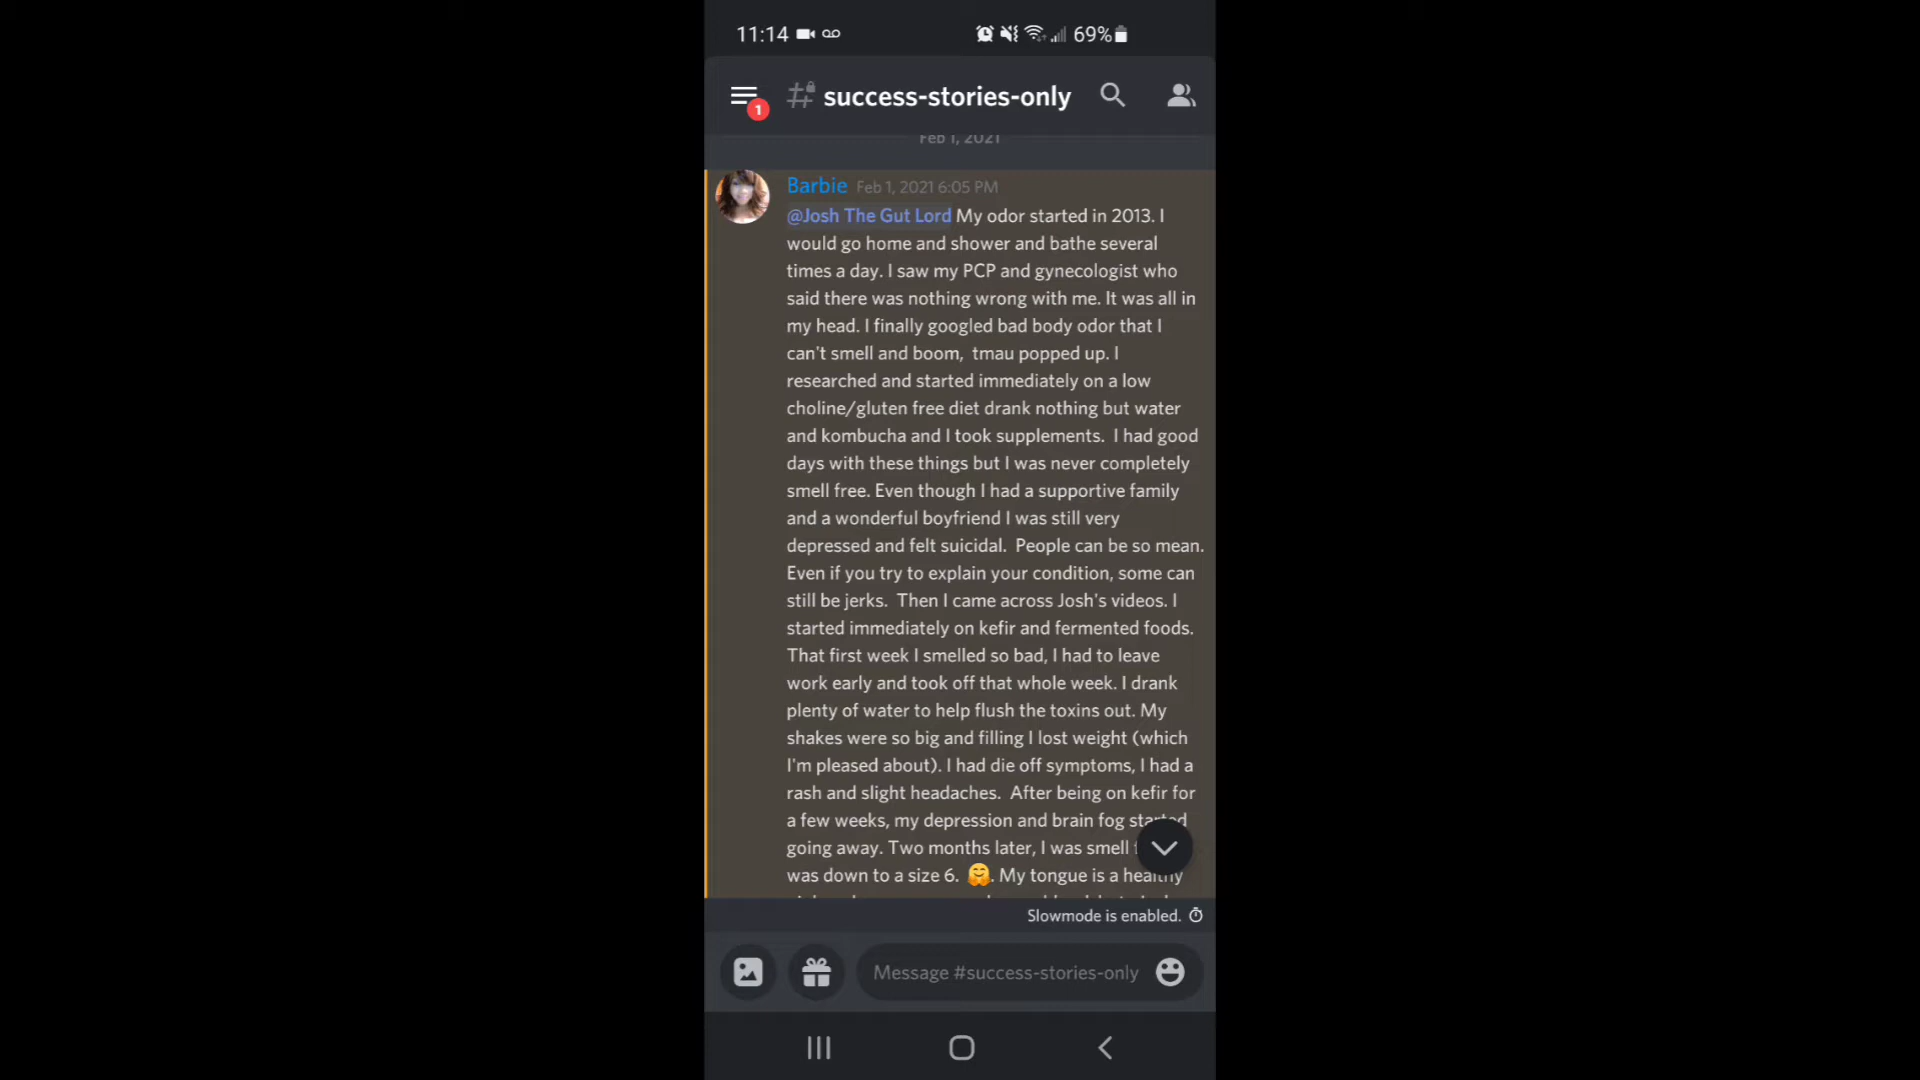 11:14 69%
1 success-stories-only
Feb 1, 2021
Barbie Feb 1, 2021 6:05 PM
@Josh The Gut Lord My odor started in 2013. I
would go home and shower and bathe several
times a day. I saw my PCP and gynecologist who
said there was nothing wrong with me. It was all in
my head. I finally googled bad body odor that I
can't smell and boom, tmau popped up. I
researched and started immediately on a low
choline/gluten free diet drank nothing but water
and kombucha and I took supplements. I had good
days with these things but I was never completely
smell free. Even though I had a supportive family
and a wonderful boyfriend I was still very
depressed and felt suicidal. People can be so mean.
Even if you try to explain your condition, some can
still be jerks. Then I came across Josh's videos. I
started immediately on kefir and fermented foods.
That first week I smelled so bad, I had to leave
work early and took off that whole week. I drank
plenty of water to help flush the toxins out. My
shakes were so big and filling I lost weight (which
I'm pleased about). I had die off symptoms, I had a
rash and slight headaches. After being on kefir for
a few weeks, my depression and brain fog started
going away. Two months later, I was smell
was down to a size 6. 🤗. My tongue is a healthy
Slowmode is enabled.
Message #success-stories-only